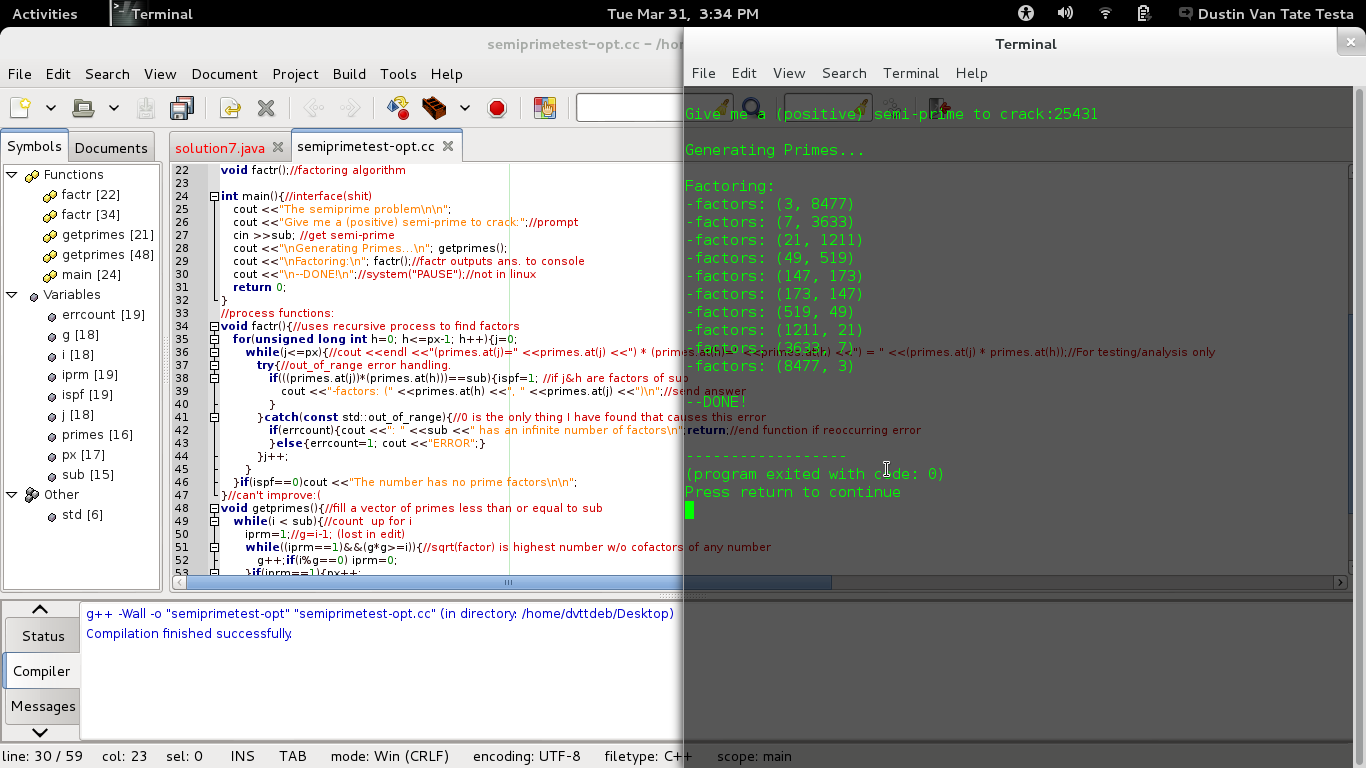 Activities
Terminal
Tue Mar 31, 3:34 PM
Dustin Van Tate Testa
semiprimetest-opt.cc - /ho
File Edit Search View Document Project Build Tools Help
Symbols
Documents
Functions
factr [22]
factr [34]
getprimes [21]
getprimes [48]
main [24]
Variables
errcount [19]
g [18]
i [18]
iprm [19]
ispf [19]
j [18]
primes [16]
px [17]
sub [15]
Other
std [6]
solution7.java
semiprimetest-opt.cc
22 void factr();//factoring algorithm
23
24 int main(){//interface(shit)
25 cout <<"The semiprime problem\n\n";
26 cout <<"Give me a (positive) semi-prime to crack:";//prompt
27 cin >>sub; //get semi-prime
28 cout <<"\nGenerating Primes...\n"; getprimes();
29 cout <<"\nFactoring:\n"; factr();//factr outputs ans. to console
30 cout <<"\n--DONE!\n";//system("PAUSE");//not in linux
31 return 0;
32 }
33 //process functions:
34 void factr(){//uses recursive process to find factors
35 for(unsigned long int h=0; h<=px-1; h++){j=0;
36 while(j<=px){//cout <<endl <<"(primes.at(j)=" <<primes.at(j) <<") * (primes.at(h)=" <<primes.at(h) <<") = " <<(primes.at(j) * primes.at(h));//For testing/analysis only
37 try{//out_of_range error handling.
38 if(((primes.at(j))*(primes.at(h)))==sub){ispf=1; //if j&h are factors of sub
39 cout <<"-factors: (" <<primes.at(h) <<", " <<primes.at(j) <<")\n";//send answer
40 }
41 }catch(const std::out_of_range){//0 is the only thing I have found that causes this error
42 if(errcount){cout <<": " <<sub <<" has an infinite number of factors\n";return;//end function if reoccurring error
43 }else{errcount=1; cout <<"ERROR";}
44 }j++;
45 }
46 }if(ispf==0)cout <<"The number has no prime factors\n\n";
47 }//can't improve:(
48 void getprimes(){//fill a vector of primes less than or equal to sub
49 while(i < sub){//count  up for i
50 iprm=1;//g=i-1; (lost in edit)
51 while((iprm==1)&&(g*g>=i)){//sqrt(factor) is highest number w/o cofactors of any number
52 g++;if(i%g==0) iprm=0;
53 }if(iprm==1){px++;
Terminal
File Edit View Search Terminal Help
Give me a (positive) semi-prime to crack:25431
Generating Primes...
Factoring:
-factors: (3, 8477)
-factors: (7, 3633)
-factors: (21, 1211)
-factors: (49, 519)
-factors: (147, 173)
-factors: (173, 147)
-factors: (519, 49)
-factors: (1211, 21)
-factors: (3633, 7)
-factors: (8477, 3)
--DONE!
------------------
(program exited with code: 0)
Press return to continue
Status
Compiler
Messages
g++ -Wall -o "semiprimetest-opt" "semiprimetest-opt.cc" (in directory: /home/dvttdeb/Desktop)
Compilation finished successfully.
line: 30 / 59 col: 23 sel: 0 INS TAB mode: Win (CRLF) encoding: UTF-8 filetype: C++ scope: main